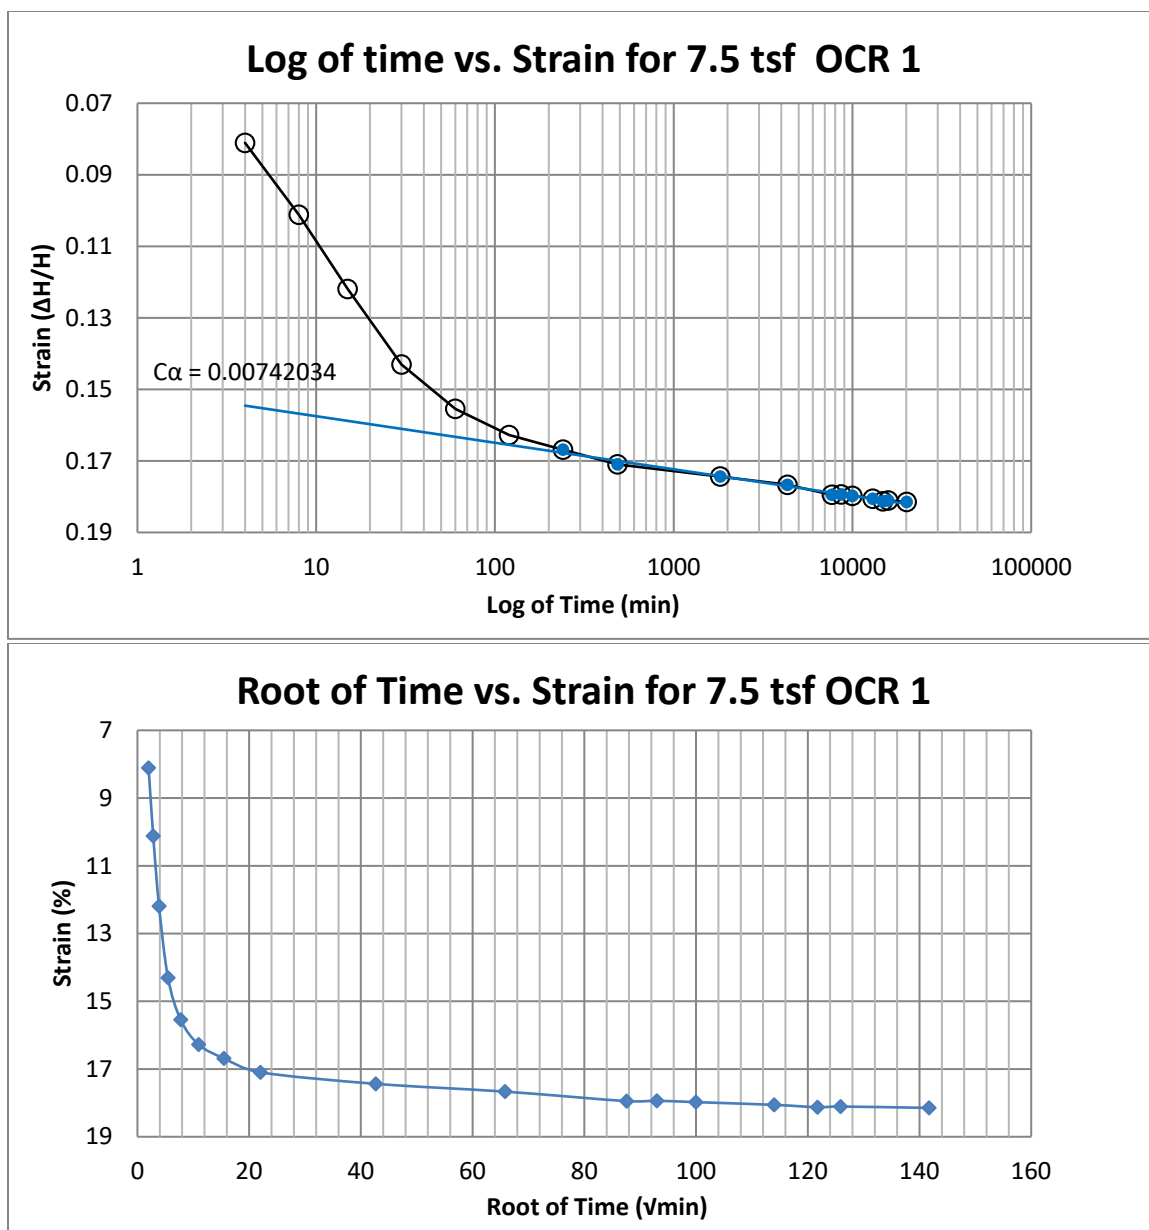 Log of time vs. Strain for 7.5 tsf  OCR 1
0.07
0.09
0.11
0.13
0.15
0.17
0.19
Strain (ΔH/H)
Cα = 0.00742034
1 10 100 1000 10000 100000
Log of Time (min)
Root of Time vs. Strain for 7.5 tsf OCR 1
7
9
11
13
15
17
19
Strain (%)
0 20 40 60 80 100 120 140 160
Root of Time (√min)